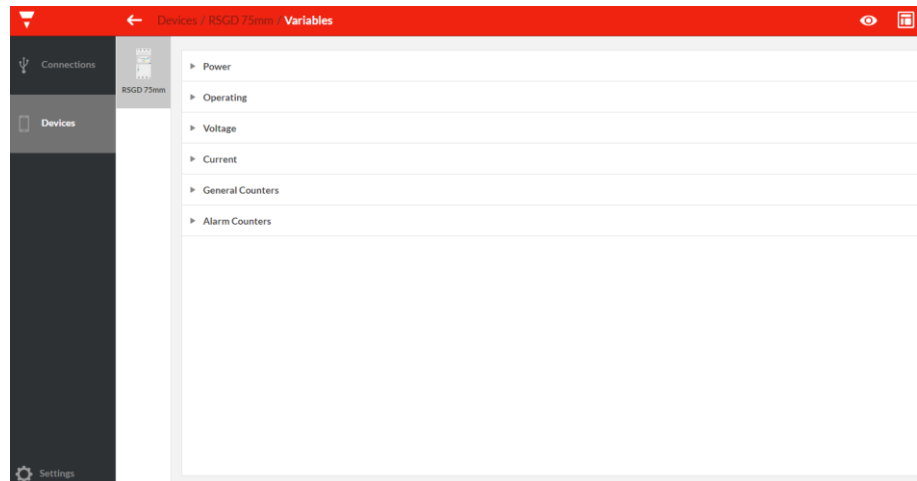 Devices / RSGD 75mm / Variables
Connections
RSGD 75mm
Devices
Settings
Power
Operating
Voltage
Current
General Counters
Alarm Counters